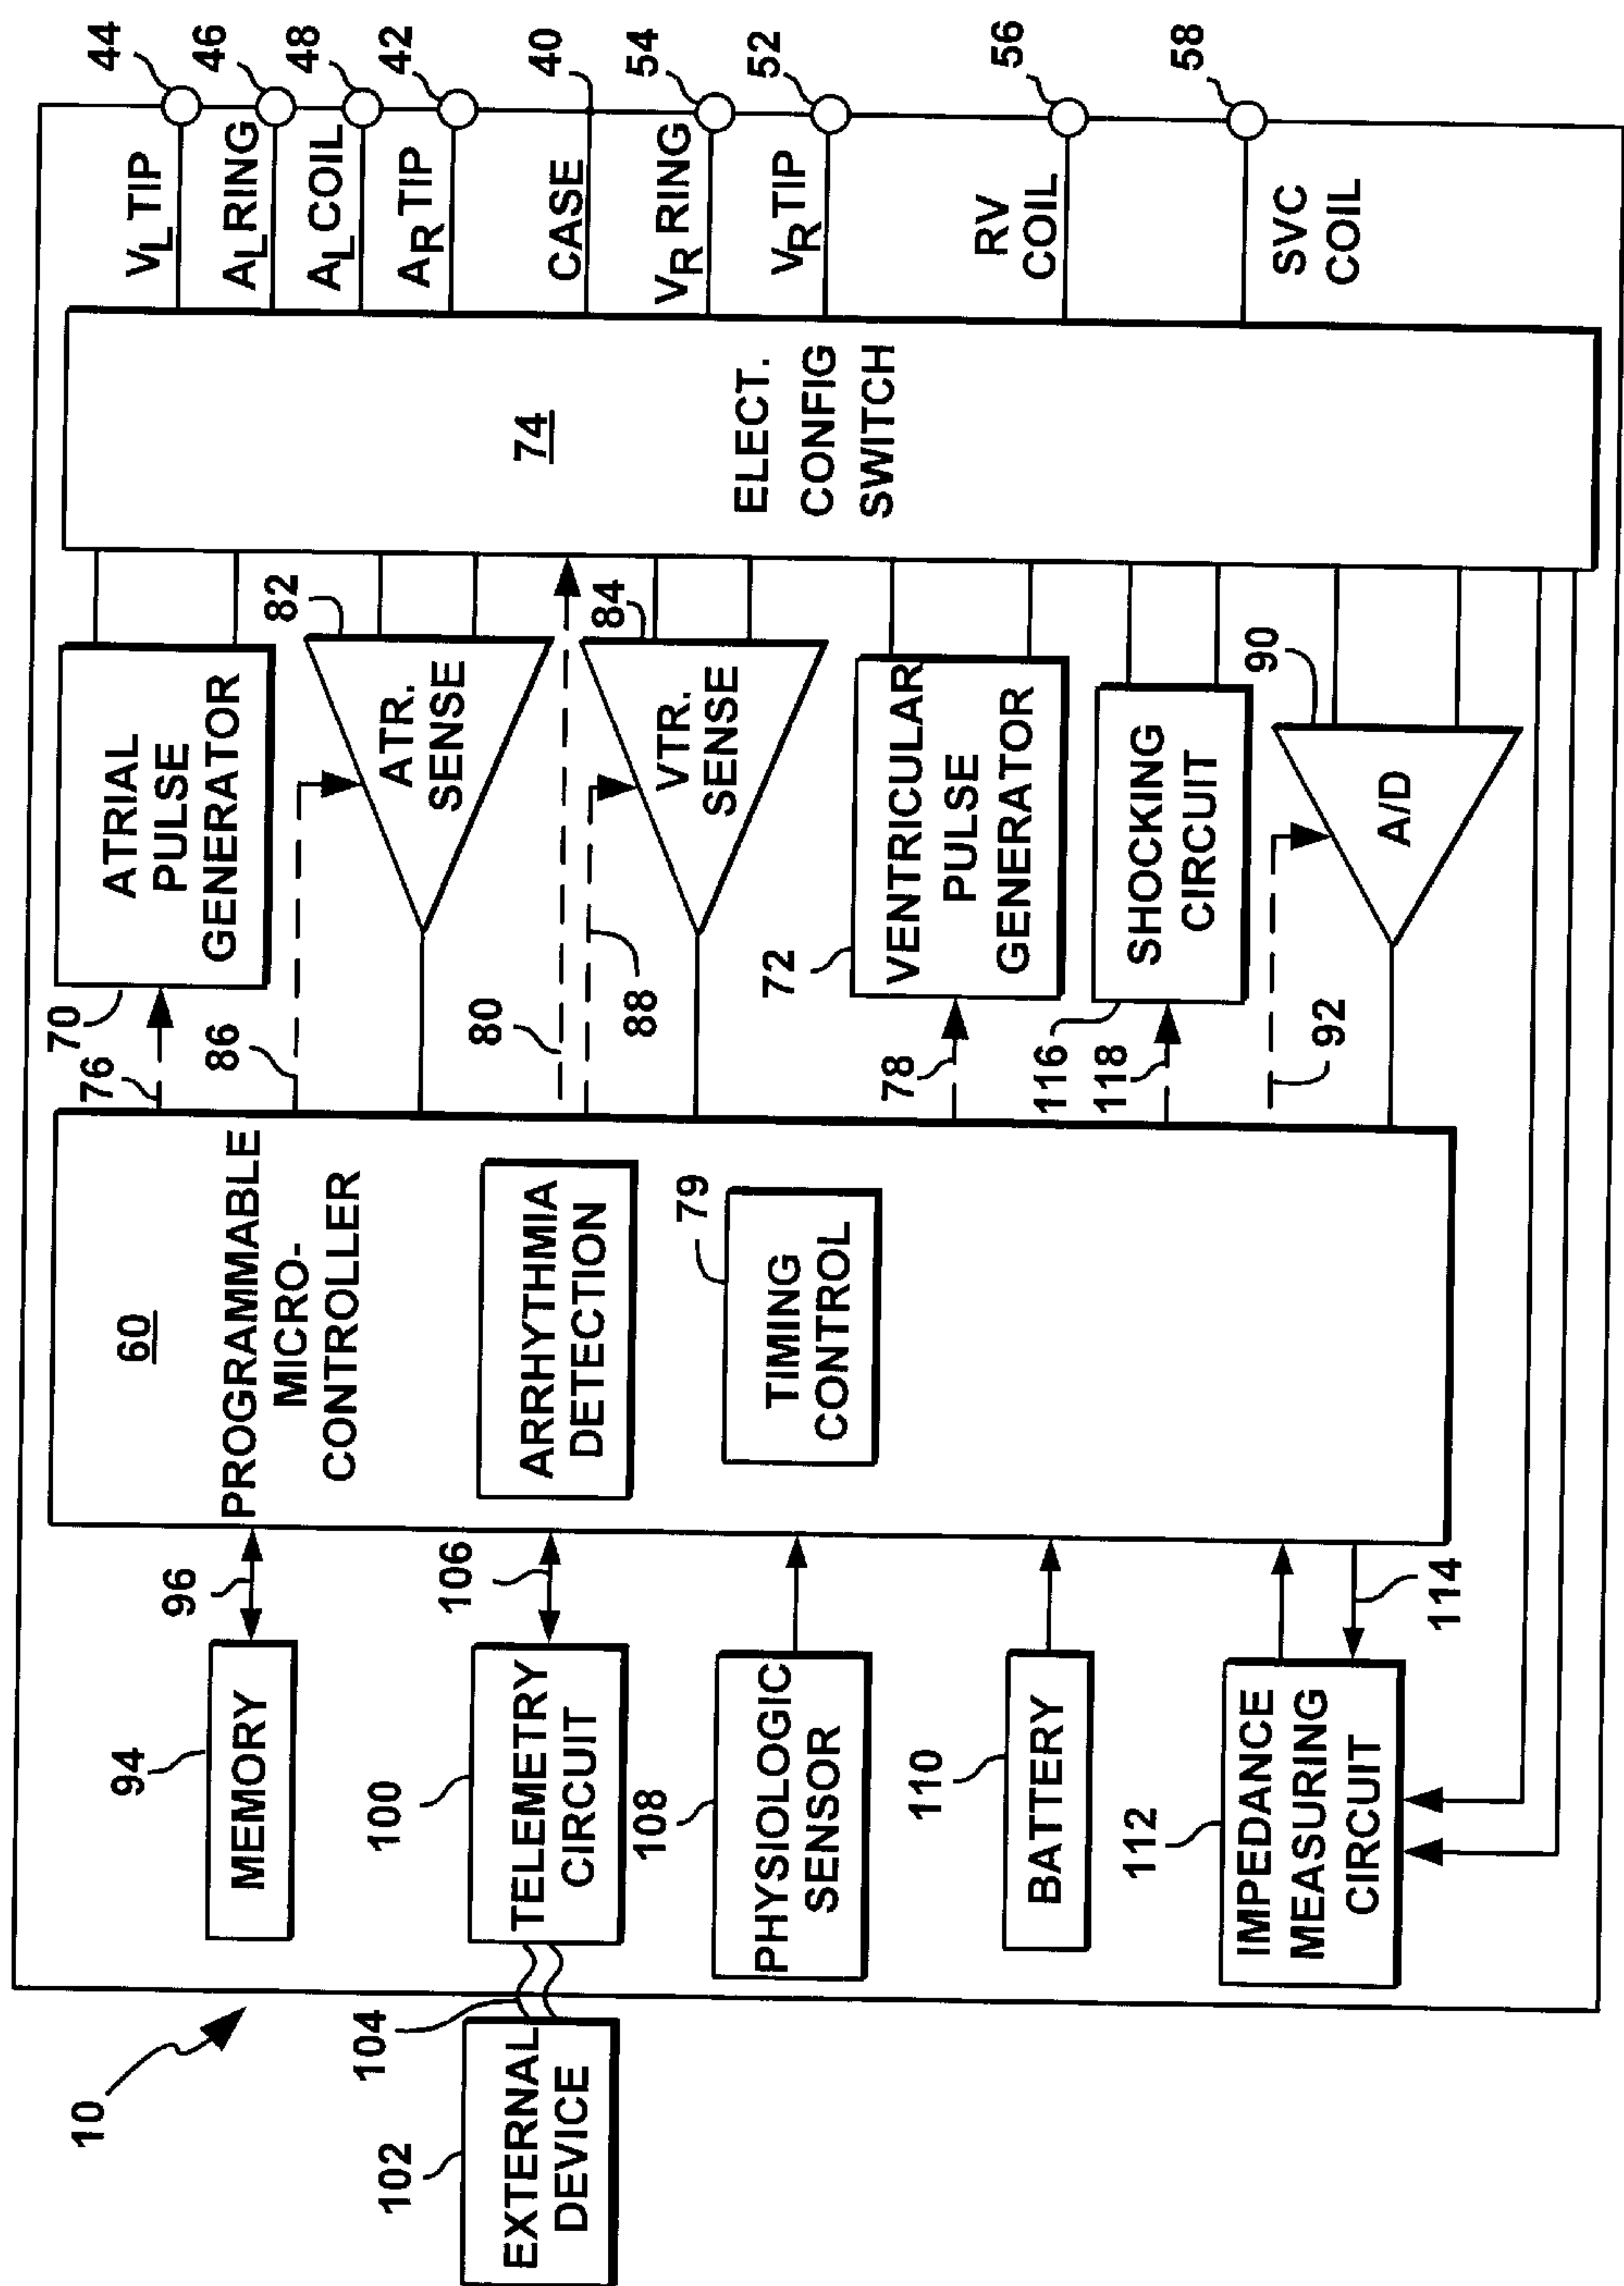 10
102
EXTERNAL
DEVICE
104
94
MEMORY
96
100
TELEMETRY
CIRCUIT
106
108
PHYSIOLOGIC
SENSOR
110
BATTERY
112
IMPEDANCE
MEASURING
CIRCUIT
114
60
PROGRAMMABLE
MICRO-
CONTROLLER
ARRHYTHMIA
DETECTION
79
TIMING
CONTROL
70
76
ATRIAL
PULSE
GENERATOR
86
82
ATR.
SENSE
80
88
84
VTR.
SENSE
72
78
VENTRICULAR
PULSE
GENERATOR
116
118
SHOCKING
CIRCUIT
92
90
A/D
74
ELECT.
CONFIG
SWITCH
VL TIP 44
AL RING 46
AL COIL 48
AR TIP 42
CASE 40
VR RING 54
VR TIP 52
RV
COIL
56
SVC
COIL
58